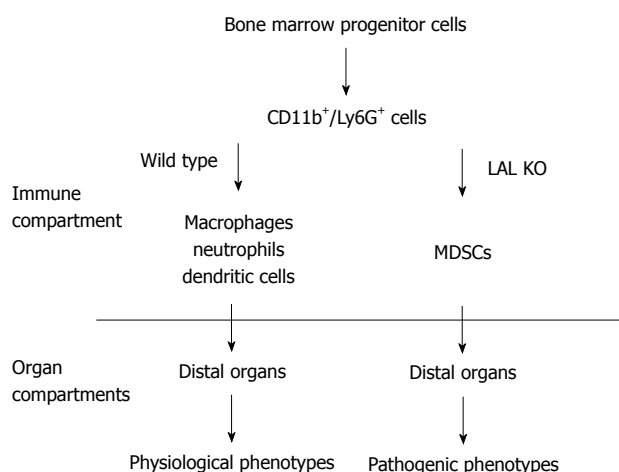 Bone marrow progenitor cells
CD11b⁺/Ly6G⁺ cells
Wild type
LAL KO
Immune
compartment
Macrophages
neutrophils
dendritic cells
MDSCs
Organ
compartments
Distal organs
Distal organs
Physiological phenotypes
Pathogenic phenotypes